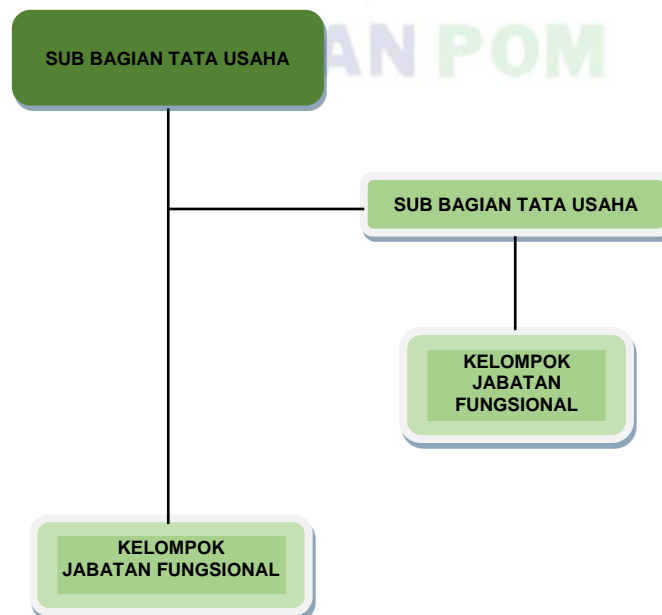 AN POM
SUB BAGIAN TATA USAHA
SUB BAGIAN TATA USAHA
KELOMPOK
JABATAN
FUNGSIONAL
KELOMPOK
JABATAN FUNGSIONAL